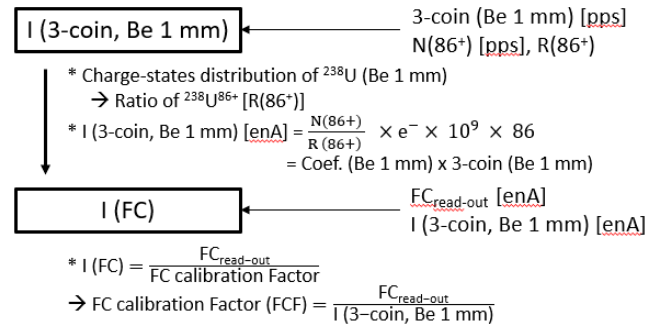 I (3-coin, Be 1 mm)
3-coin (Be 1 mm) [pps]
N(86⁺) [pps], R(86⁺)
* Charge-states distribution of ²³⁸U (Be 1 mm)
→ Ratio of ²³⁸U⁸⁶⁺ [R(86⁺)]
* I (3-coin, Be 1 mm) [enA] = N(86+) / R (86+) × e⁻ × 10⁹ × 86
= Coef. (Be 1 mm) x 3-coin (Be 1 mm)
I (FC)
FCread-out [enA]
I (3-coin, Be 1 mm) [enA]
* I (FC) = FCread-out / FC calibration Factor
→ FC calibration Factor (FCF) = FCread-out / I (3-coin, Be 1 mm)